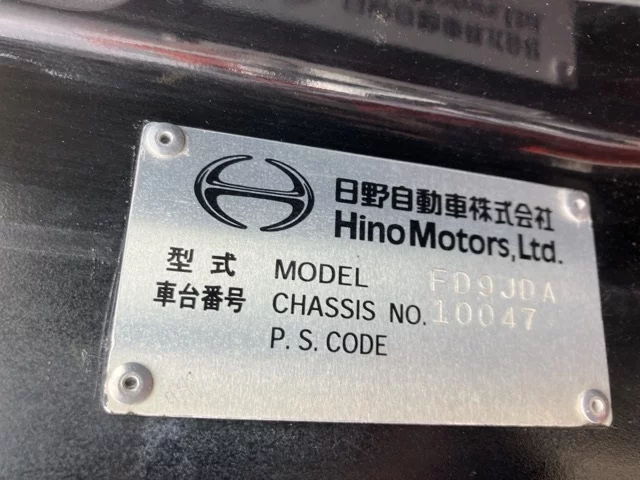 日野自動車株式会社
Hino Motors, Ltd.
型式 MODEL FD9JDA
車台番号 CHASSIS NO. 10047
P. S. CODE